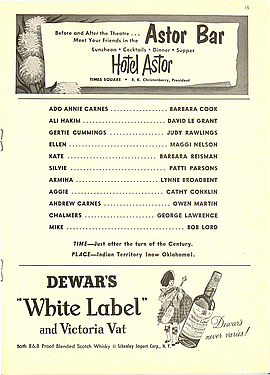 15
Before and After the Theatre . . .
Meet Your Friends in the Astor Bar
Luncheon • Cocktails • Dinner • Supper
Hotel Astor
TIMES SQUARE • R. K. Christenberry, President
ADO ANNIE CARNES .................. BARBARA COOK
ALI HAKIM .................. DAVID LE GRANT
GERTIE CUMMINGS .................. JUDY RAWLINGS
ELLEN .................. MAGGI NELSON
KATE .................. BARBARA REISMAN
SILVIE .................. PATTI PARSONS
ARMINA .................. LYNNE BROADBENT
AGGIE .................. CATHY CONKLIN
ANDREW CARNES .................. OWEN MARTIN
CHALMERS .................. GEORGE LAWRENCE
MIKE .................. BOB LORD
TIME—Just after the turn of the Century.
PLACE—Indian Territory (now Oklahoma).
DEWAR'S
"White Label"
and Victoria Vat
Dewar's
never varies!
Both 86.8 Proof Blended Scotch Whisky © Schenley Import Corp., N. Y.